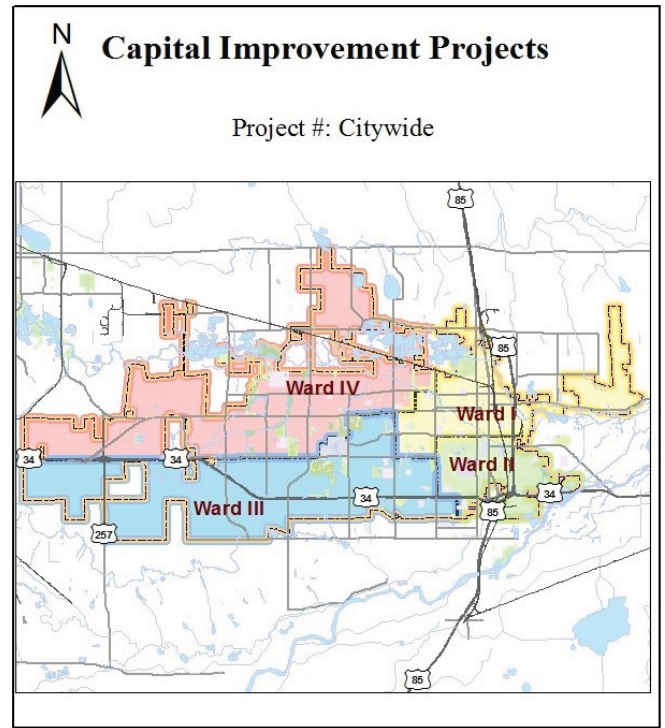 N
Capital Improvement Projects
Project #: Citywide
85
85
Ward IV
Ward I
34
34
Ward II
Ward III
34
34
85
257
85